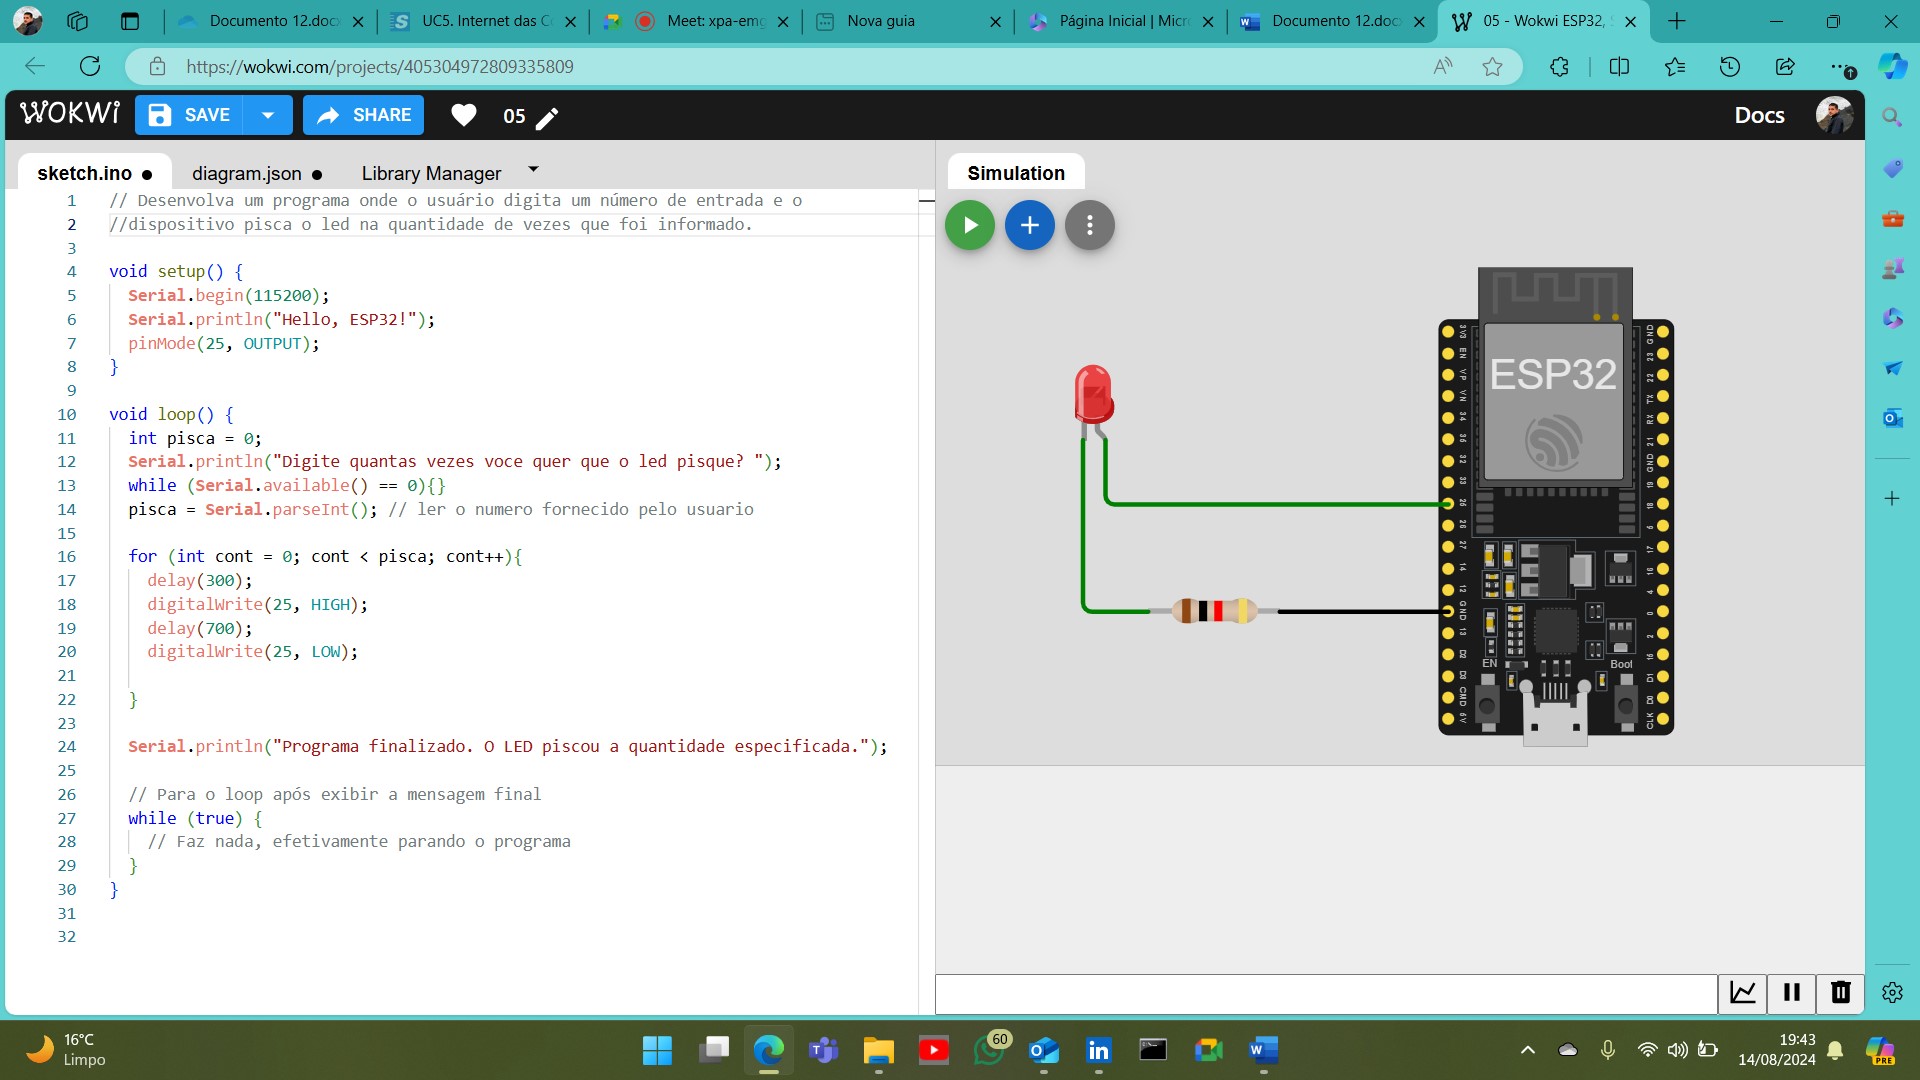 Documento 12.docx
UC5. Internet das Co
Meet: xpa-emg
Nova guia
Página Inicial | Micro
Documento 12.doc
05 - Wokwi ESP32, S
https://wokwi.com/projects/405304972809335809
WOKWI
SAVE
SHARE
05
Docs
sketch.ino
diagram.json
Library Manager
Simulation
1 // Desenvolva um programa onde o usuário digita um número de entrada e o
2 //dispositivo pisca o led na quantidade de vezes que foi informado.
3
4 void setup() {
5 Serial.begin(115200);
6 Serial.println("Hello, ESP32!");
7 pinMode(25, OUTPUT);
8 }
9
10 void loop() {
11 int pisca = 0;
12 Serial.println("Digite quantas vezes voce quer que o led pisque? ");
13 while (Serial.available() == 0){}
14 pisca = Serial.parseInt(); // ler o numero fornecido pelo usuario
15
16 for (int cont = 0; cont < pisca; cont++){
17 delay(300);
18 digitalWrite(25, HIGH);
19 delay(700);
20 digitalWrite(25, LOW);
21
22 }
23
24 Serial.println("Programa finalizado. O LED piscou a quantidade especificada.");
25
26 // Para o loop após exibir a mensagem final
27 while (true) {
28 // Faz nada, efetivamente parando o programa
29 }
30 }
31
32
ESP32
EN
Bool
16°C
Limpo
60
19:43
14/08/2024
PRE